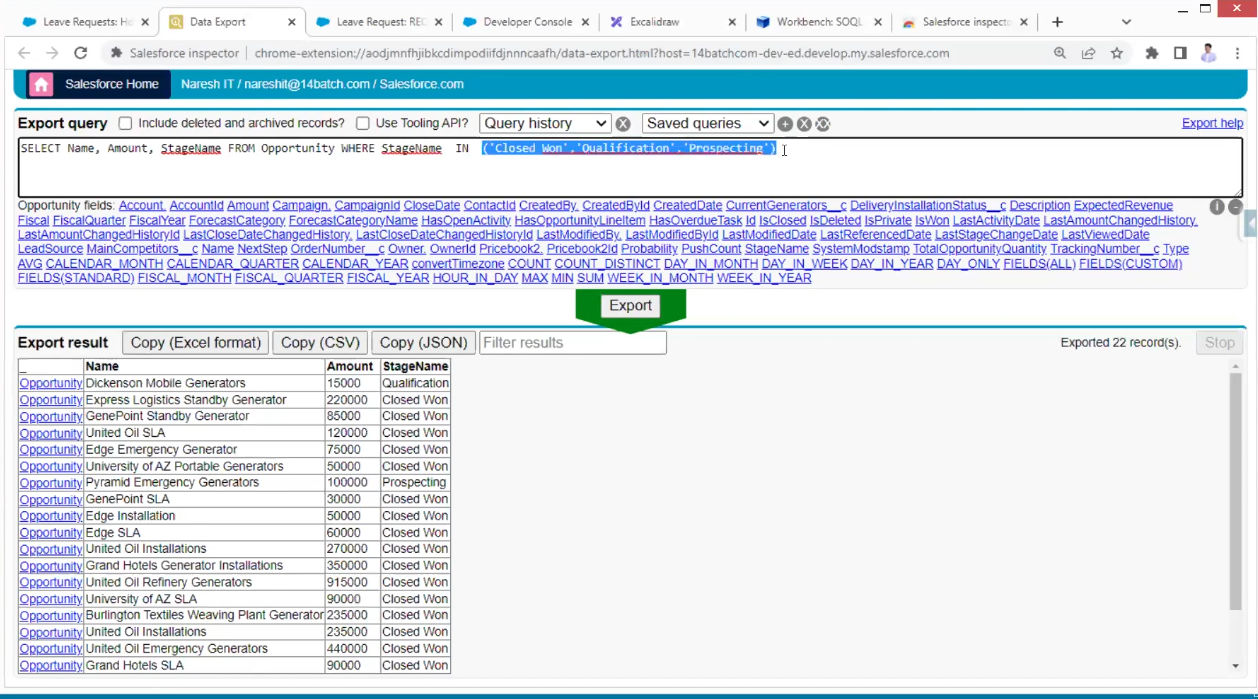 Leave Requests: Ho
Data Export
Leave Request: REC
Developer Console
Excalidraw
Workbench: SOQL
Salesforce inspecto
Salesforce inspector
chrome-extension://aodjmnfhjibkcdimpodiifdjnnncaafh/data-export.html?host=14batchcom-dev-ed.develop.my.salesforce.com
Salesforce Home
Naresh IT / nareshit@14batch.com / Salesforce.com
Export query
Include deleted and archived records?
Use Tooling API?
Query history
Saved queries
Export help
SELECT Name, Amount, StageName FROM Opportunity WHERE StageName IN ('Closed Won','Qualification','Prospecting')
Opportunity fields: Account. AccountId Amount Campaign. CampaignId CloseDate ContactId CreatedBy. CreatedById CreatedDate CurrentGenerators__c DeliveryInstallationStatus__c Description ExpectedRevenue
Fiscal FiscalQuarter FiscalYear ForecastCategory ForecastCategoryName HasOpenActivity HasOpportunityLineItem HasOverdueTask Id IsClosed IsDeleted IsPrivate IsWon LastActivityDate LastAmountChangedHistory.
LastAmountChangedHistoryId LastCloseDateChangedHistory. LastCloseDateChangedHistoryId LastModifiedBy. LastModifiedById LastModifiedDate LastReferencedDate LastStageChangeDate LastViewedDate
LeadSource MainCompetitors__c Name NextStep OrderNumber__c Owner. OwnerId Pricebook2. Pricebook2Id Probability PushCount StageName SystemModstamp TotalOpportunityQuantity TrackingNumber__c Type
AVG CALENDAR_MONTH CALENDAR_QUARTER CALENDAR_YEAR convertTimezone COUNT COUNT_DISTINCT DAY_IN_MONTH DAY_IN_WEEK DAY_IN_YEAR DAY_ONLY FIELDS(ALL) FIELDS(CUSTOM)
FIELDS(STANDARD) FISCAL_MONTH FISCAL_QUARTER FISCAL_YEAR HOUR_IN_DAY MAX MIN SUM WEEK_IN_MONTH WEEK_IN_YEAR
Export
Export result
Copy (Excel format)
Copy (CSV)
Copy (JSON)
Filter results
Exported 22 record(s).
Stop
_ Name Amount StageName
Opportunity Dickenson Mobile Generators 15000 Qualification
Opportunity Express Logistics Standby Generator 220000 Closed Won
Opportunity GenePoint Standby Generator 85000 Closed Won
Opportunity United Oil SLA 120000 Closed Won
Opportunity Edge Emergency Generator 75000 Closed Won
Opportunity University of AZ Portable Generators 50000 Closed Won
Opportunity Pyramid Emergency Generators 100000 Prospecting
Opportunity GenePoint SLA 30000 Closed Won
Opportunity Edge Installation 50000 Closed Won
Opportunity Edge SLA 60000 Closed Won
Opportunity United Oil Installations 270000 Closed Won
Opportunity Grand Hotels Generator Installations 350000 Closed Won
Opportunity United Oil Refinery Generators 915000 Closed Won
Opportunity University of AZ SLA 90000 Closed Won
Opportunity Burlington Textiles Weaving Plant Generator 235000 Closed Won
Opportunity United Oil Installations 235000 Closed Won
Opportunity United Oil Emergency Generators 440000 Closed Won
Opportunity Grand Hotels SLA 90000 Closed Won